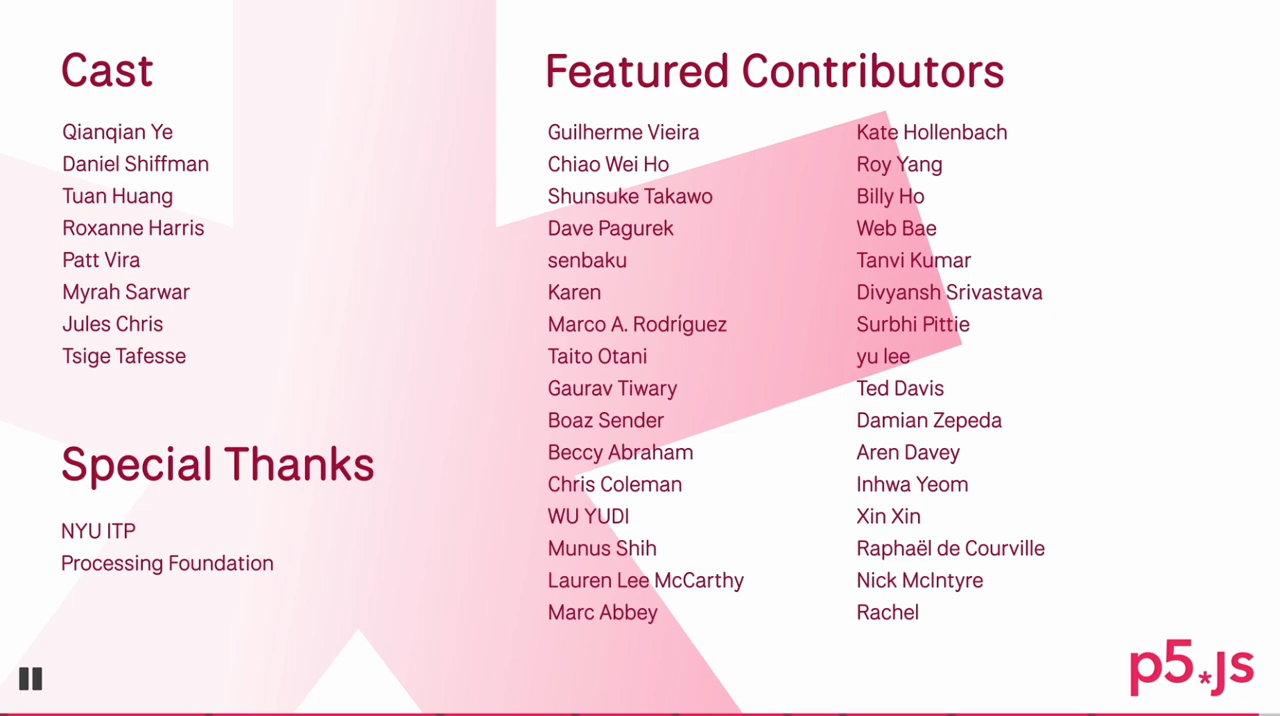 Cast
Qianqian Ye
Daniel Shiffman
Tuan Huang
Roxanne Harris
Patt Vira
Myrah Sarwar
Jules Chris
Tsige Tafesse
Special Thanks
NYU ITP
Processing Foundation
Featured Contributors
Guilherme Vieira
Chiao Wei Ho
Shunsuke Takawo
Dave Pagurek
senbaku
Karen
Marco A. Rodríguez
Taito Otani
Gaurav Tiwary
Boaz Sender
Beccy Abraham
Chris Coleman
WU YUDI
Munus Shih
Lauren Lee McCarthy
Marc Abbey
Kate Hollenbach
Roy Yang
Billy Ho
Web Bae
Tanvi Kumar
Divyansh Srivastava
Surbhi Pittie
yu lee
Ted Davis
Damian Zepeda
Aren Davey
Inhwa Yeom
Xin Xin
Raphaël de Courville
Nick McIntyre
Rachel
p5*js